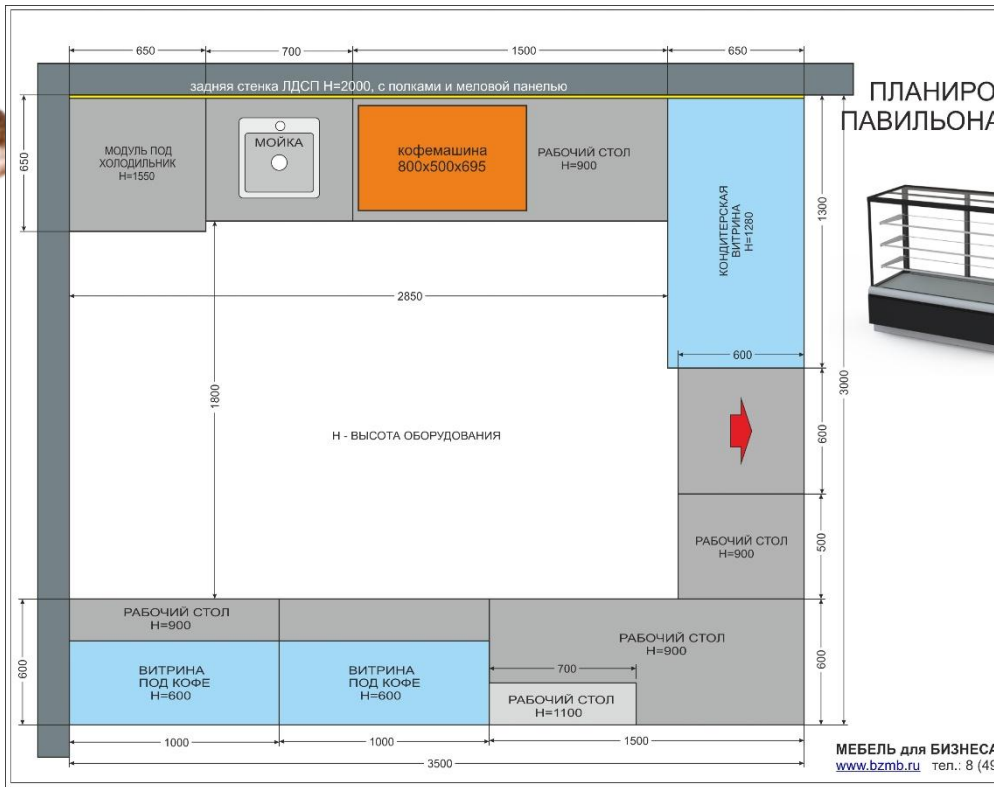 650
700
1500
650
задняя стенка ЛДСП Н=2000, с полками и меловой панелью
ПЛАНИРО
ПАВИЛЬОНА
650
МОДУЛЬ ПОД
ХОЛОДИЛЬНИК
Н=1550
МОЙКА
кофемашина
800х500х695
РАБОЧИЙ СТОЛ
Н=900
КОНДИТЕРСКАЯ
ВИТРИНА
Н=1280
1300
2850
600
3000
1800
Н - ВЫСОТА ОБОРУДОВАНИЯ
600
РАБОЧИЙ СТОЛ
Н=900
500
РАБОЧИЙ СТОЛ
Н=900
600
ВИТРИНА
ПОД КОФЕ
Н=600
ВИТРИНА
ПОД КОФЕ
Н=600
РАБОЧИЙ СТОЛ
Н=900
700
РАБОЧИЙ СТОЛ
Н=1100
600
1000
1000
1500
3500
МЕБЕЛЬ для БИЗНЕСА
www.bzmb.ru тел.: 8 (49